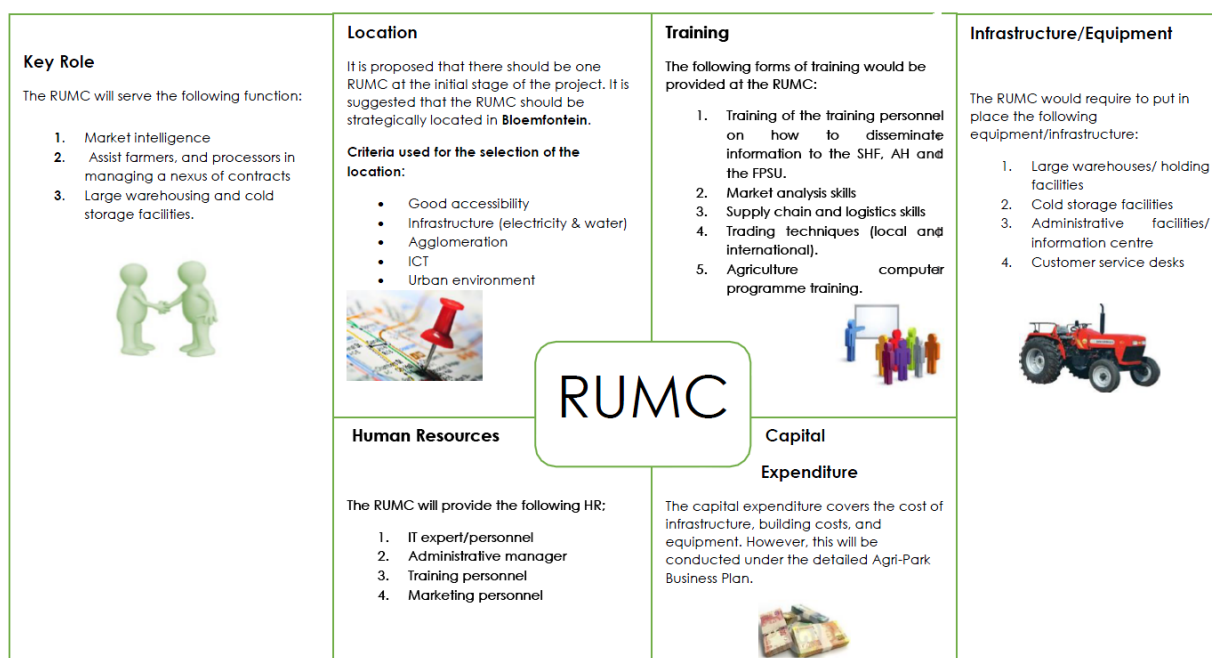 Key Role
The RUMC will serve the following function:
1. Market intelligence
2. Assist farmers, and processors in
managing a nexus of contracts
3. Large warehousing and cold
storage facilities.
Location
It is proposed that there should be one
RUMC at the initial stage of the project. It is
suggested that the RUMC should be
strategically located in Bloemfontein.
Criteria used for the selection of the
location:
• Good accessibility
• Infrastructure (electricity & water)
• Agglomeration
• ICT
• Urban environment
Training
The following forms of training would be
provided at the RUMC:
1. Training of the training personnel
on how to disseminate
information to the SHF, AH and
the FPSU.
2. Market analysis skills
3. Supply chain and logistics skills
4. Trading techniques (local and
international).
5. Agriculture computer
programme training.
Infrastructure/Equipment
The RUMC would require to put in
place the following
equipment/infrastructure:
1. Large warehouses/ holding
facilities
2. Cold storage facilities
3. Administrative facilities/
information centre
4. Customer service desks
RUMC
Human Resources
The RUMC will provide the following HR;
1. IT expert/personnel
2. Administrative manager
3. Training personnel
4. Marketing personnel
Capital
Expenditure
The capital expenditure covers the cost of
infrastructure, building costs, and
equipment. However, this will be
conducted under the detailed Agri-Park
Business Plan.